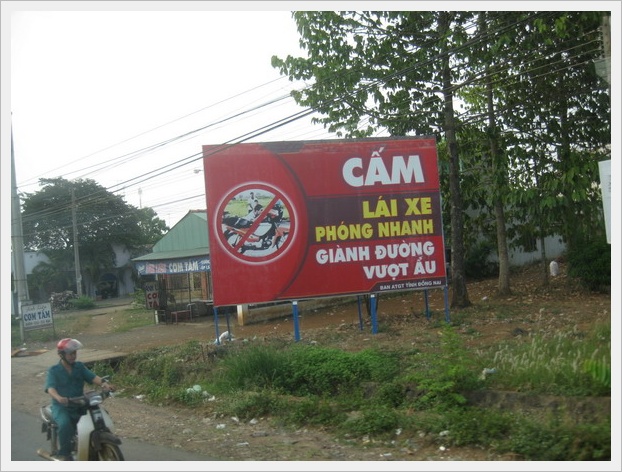 CẤM
LÁI XE
PHÓNG NHANH
GIÀNH ĐƯỜNG
VƯỢT ẨU
BAN ATGT TỈNH ĐỒNG NAI
CƠM TẤM
CƠM TẤM